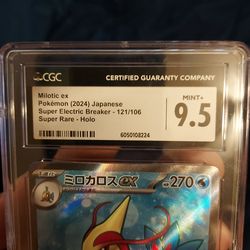 CGC
CERTIFIED GUARANTY COMPANY
Milotic ex
Pokémon (2024) Japanese
Super Electric Breaker - 121/106
Super Rare - Holo
6050108224
MINT+
9.5
ミロカロスex
HP270